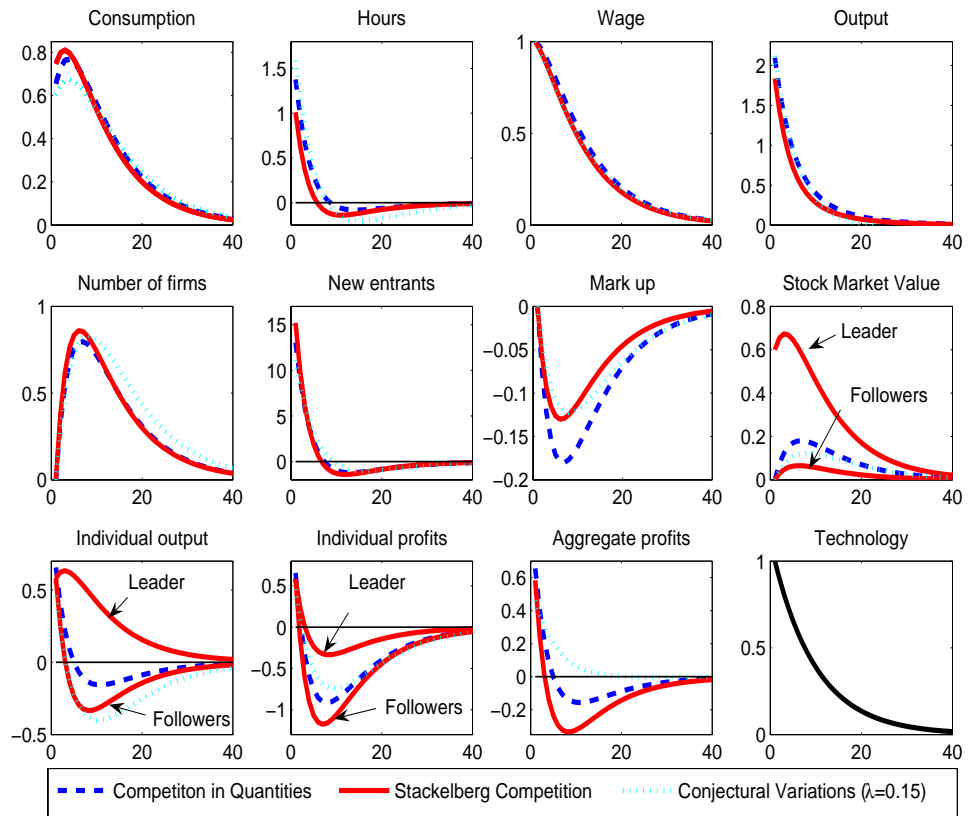 Consumption Hours Wage Output
0.8
0.6
0.4
0.2
0
0 20 40
1.5
1
0.5
0
0 20 40
1
0.5
0
0 20 40
2
1.5
1
0.5
0
0 20 40
Number of firms New entrants Mark up Stock Market Value
1
0.5
0
0 20 40
15
10
5
0
0 20 40
0
−0.05
−0.1
−0.15
−0.2
0 20 40
0.8
0.6
0.4
0.2
0
0 20 40
Leader
Followers
Individual output Individual profits Aggregate profits Technology
0.5
0
−0.5
0 20 40
Leader
Followers
0.5
0
−0.5
−1
0 20 40
Leader
Followers
0.6
0.4
0.2
0
−0.2
0 20 40
1
0.5
0
0 20 40
Competiton in Quantities Stackelberg Competition Conjectural Variations (λ=0.15)